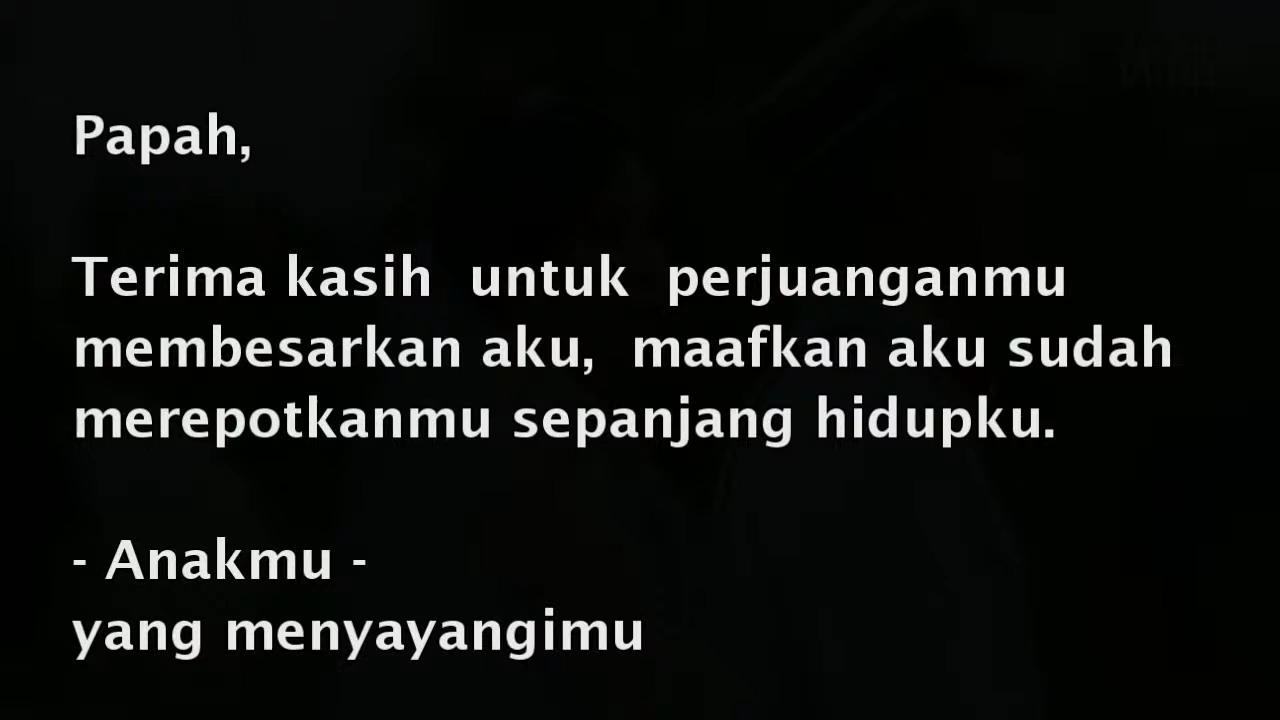 Papah,
Terima kasih untuk perjuanganmu
membesarkan aku, maafkan aku sudah
merepotkanmu sepanjang hidupku.
- Anakmu -
yang menyayangimu